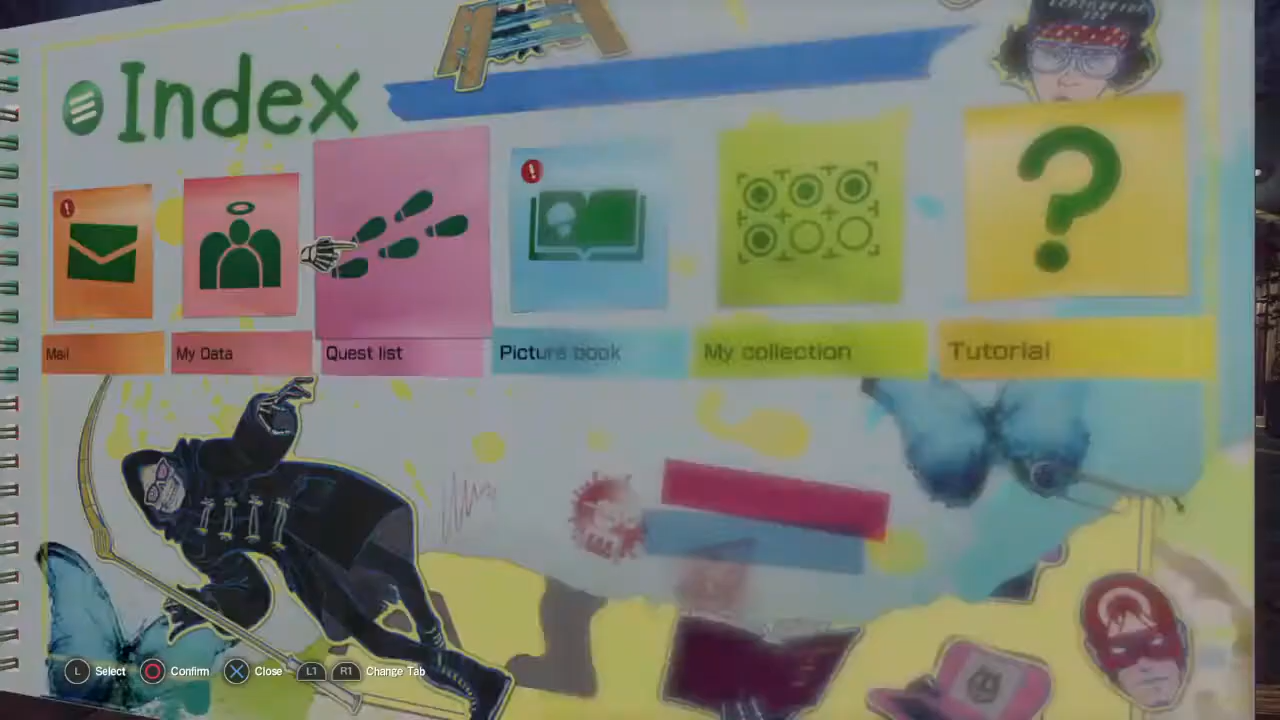 Index
Mail
My Data
Quest list
Picture book
My collection
Tutorial
L Select Confirm Close L1 R1 Change Tab